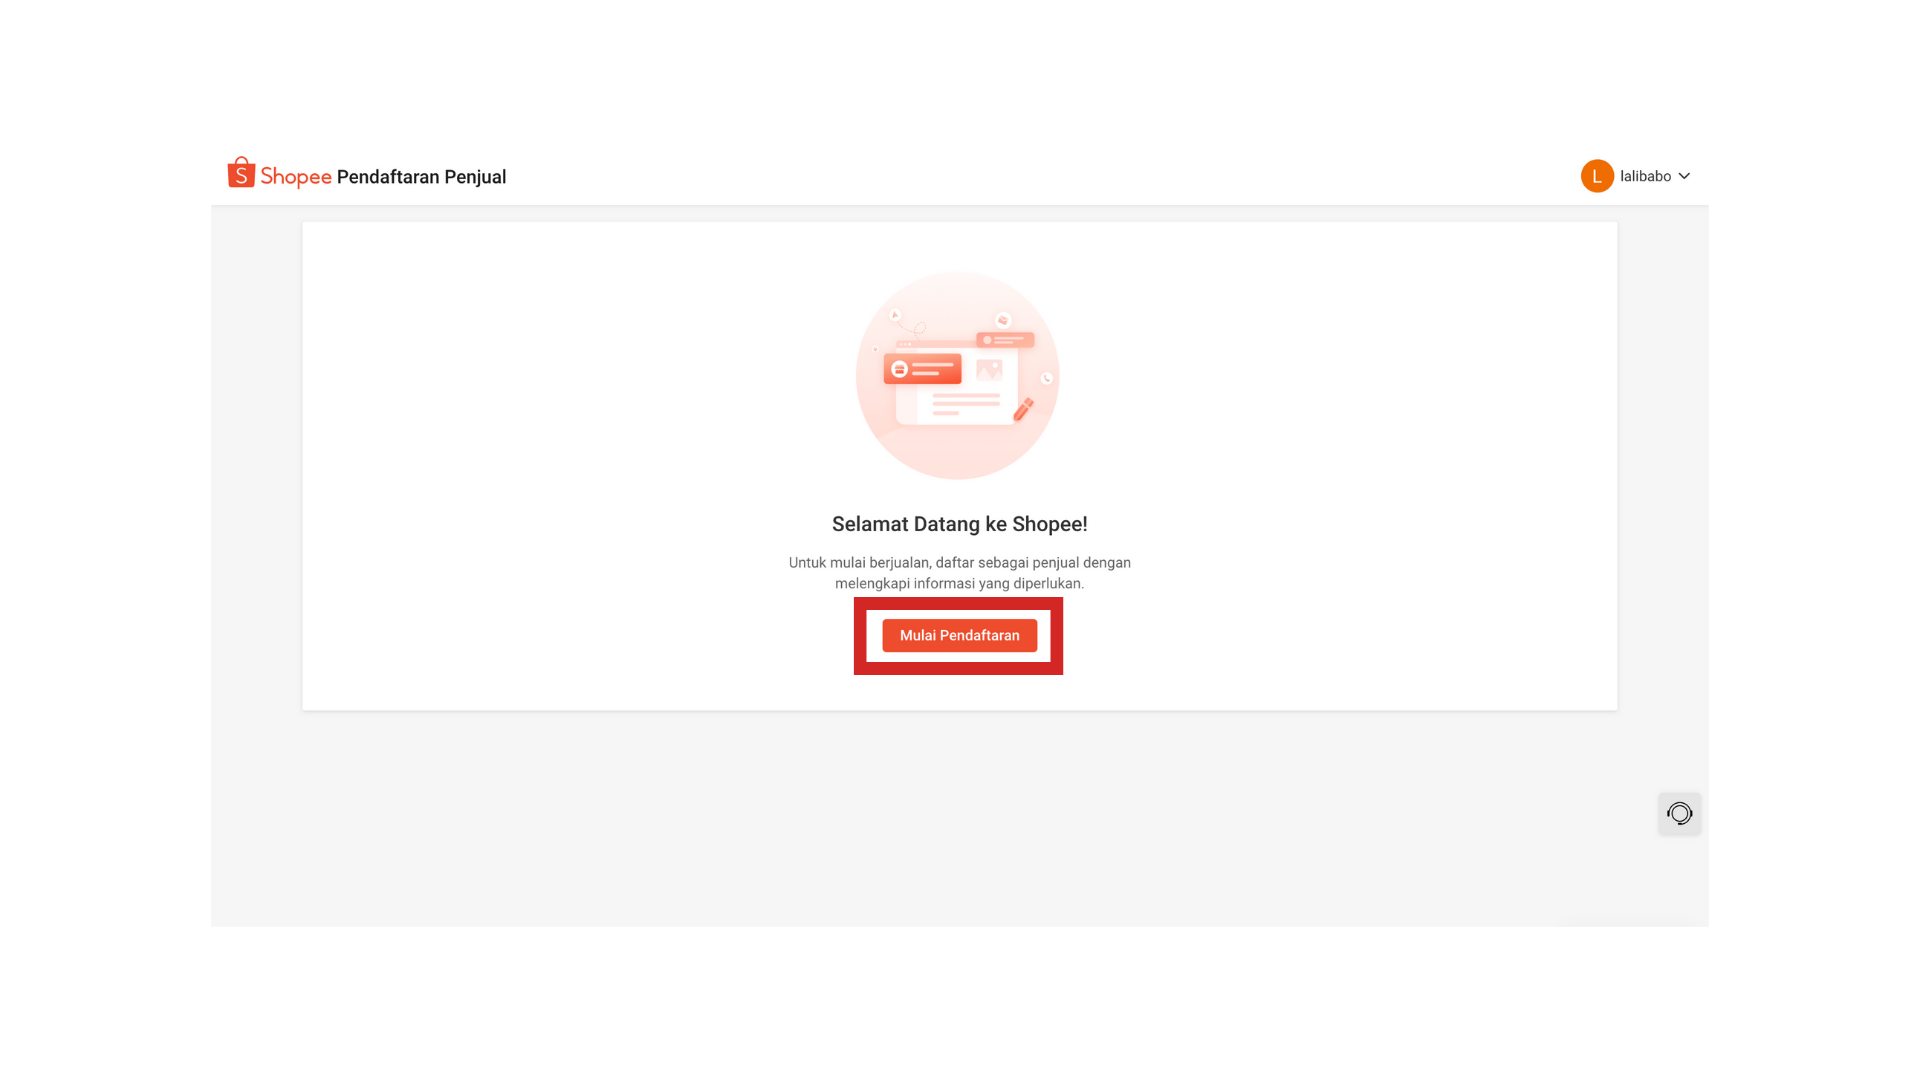 Shopee Pendaftaran Penjual
L lalibabo
Selamat Datang ke Shopee!
Untuk mulai berjualan, daftar sebagai penjual dengan
melengkapi informasi yang diperlukan.
Mulai Pendaftaran